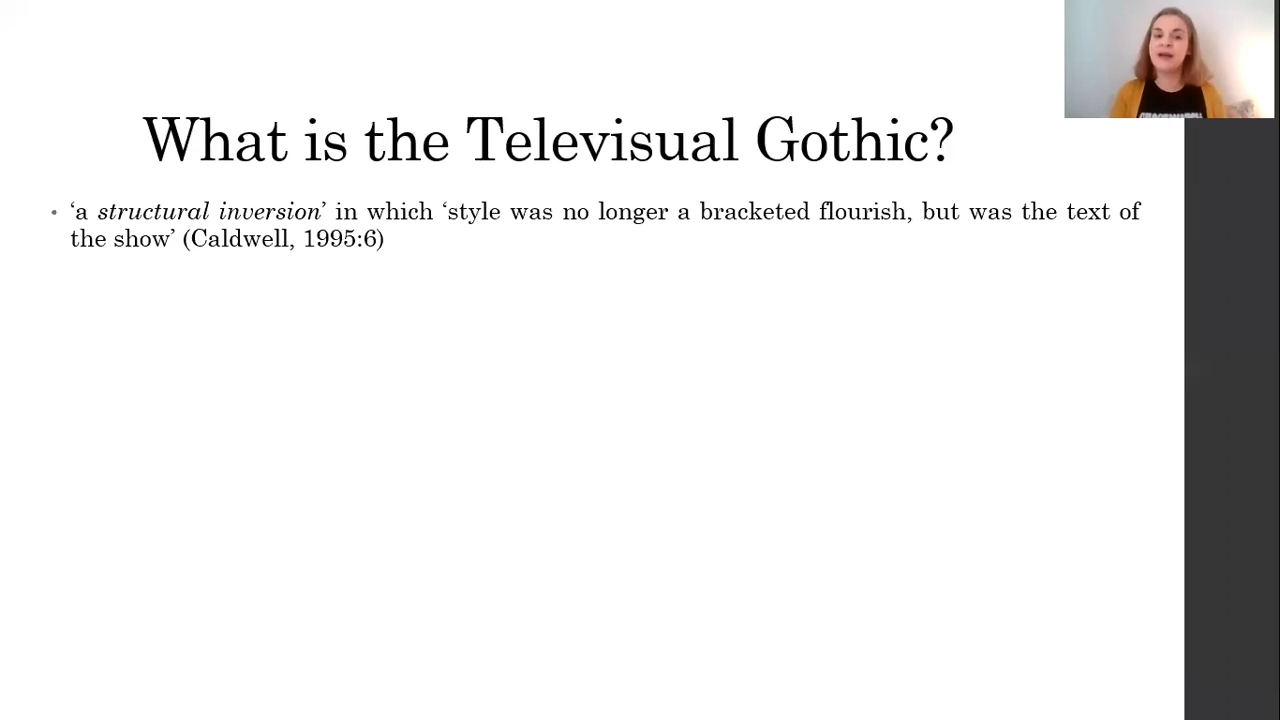 What is the Televisual Gothic?
• ‘a structural inversion’ in which ‘style was no longer a bracketed flourish, but was the text of
the show’ (Caldwell, 1995:6)